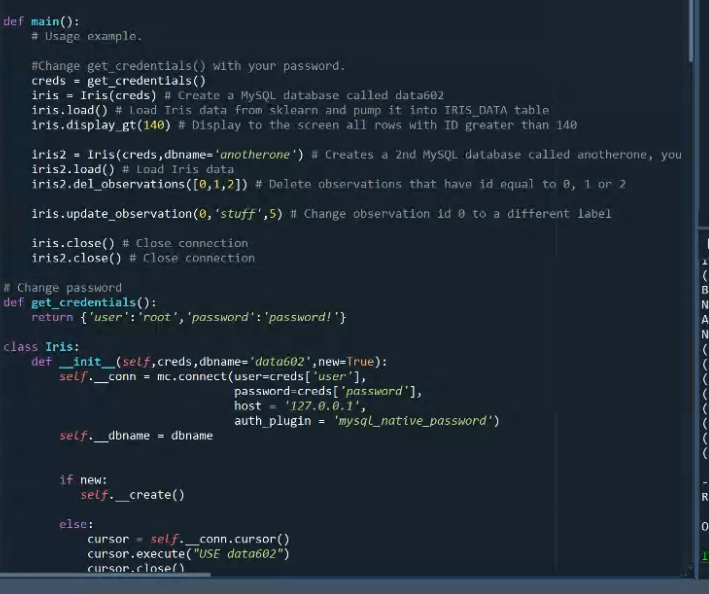 def main():
    # Usage example.
    #Change get_credentials() with your password.
    creds = get_credentials()
    iris = Iris(creds) # Create a MySQL database called data602
    iris.load() # Load Iris data from sklearn and pump it into IRIS_DATA table
    iris.display_gt(140) # Display to the screen all rows with ID greater than 140
    iris2 = Iris(creds,dbname='anotherone') # Creates a 2nd MySQL database called anotherone, you
    iris2.load() # Load Iris data
    iris2.del_observations([0,1,2]) # Delete observations that have id equal to 0, 1 or 2
    iris.update_observation(0,'stuff',5) # Change observation id 0 to a different label
    iris.close() # Close connection
    iris2.close() # Close connection
# Change password
def get_credentials():
    return {'user':'root','password':'password!'}
class Iris:
    def __init__(self,creds,dbname='data602',new=True):
        self.__conn = mc.connect(user=creds['user'],
                                 password=creds['password'],
                                 host = '127.0.0.1',
                                 auth_plugin = 'mysql_native_password')
        self.__dbname = dbname
        if new:
           self.__create()
        else:
            cursor = self.__conn.cursor()
            cursor.execute("USE data602")
            cursor.close()